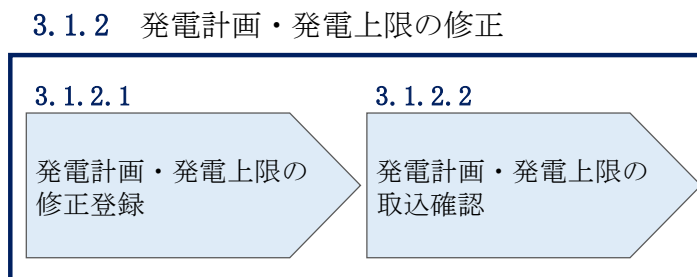 3.1.2 発電計画・発電上限の修正
3.1.2.1
3.1.2.2
発電計画・発電上限の
修正登録
発電計画・発電上限の
取込確認